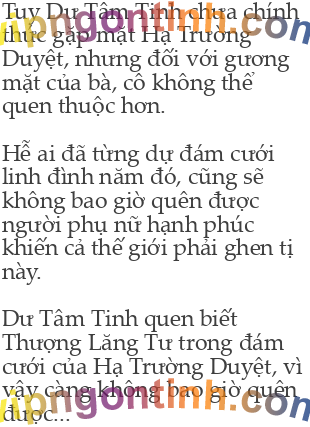 Tuy Dư Tâm Tinh chưa chính
thức gặp mặt Hạ Trường
Duyệt, nhưng đối với gương
mặt của bà, cô không thể
quen thuộc hơn.
Hễ ai đã từng dự đám cưới
linh đình năm đó, cũng sẽ
không bao giờ quên được
người phụ nữ hạnh phúc
khiến cả thế giới phải ghen tị
này.
Dư Tâm Tinh quen biết
Thượng Lăng Tư trong đám
cưới của Hạ Trường Duyệt, vì
vậy càng không bao giờ quên
được...
vipngontinh.com
vipngontinh.com